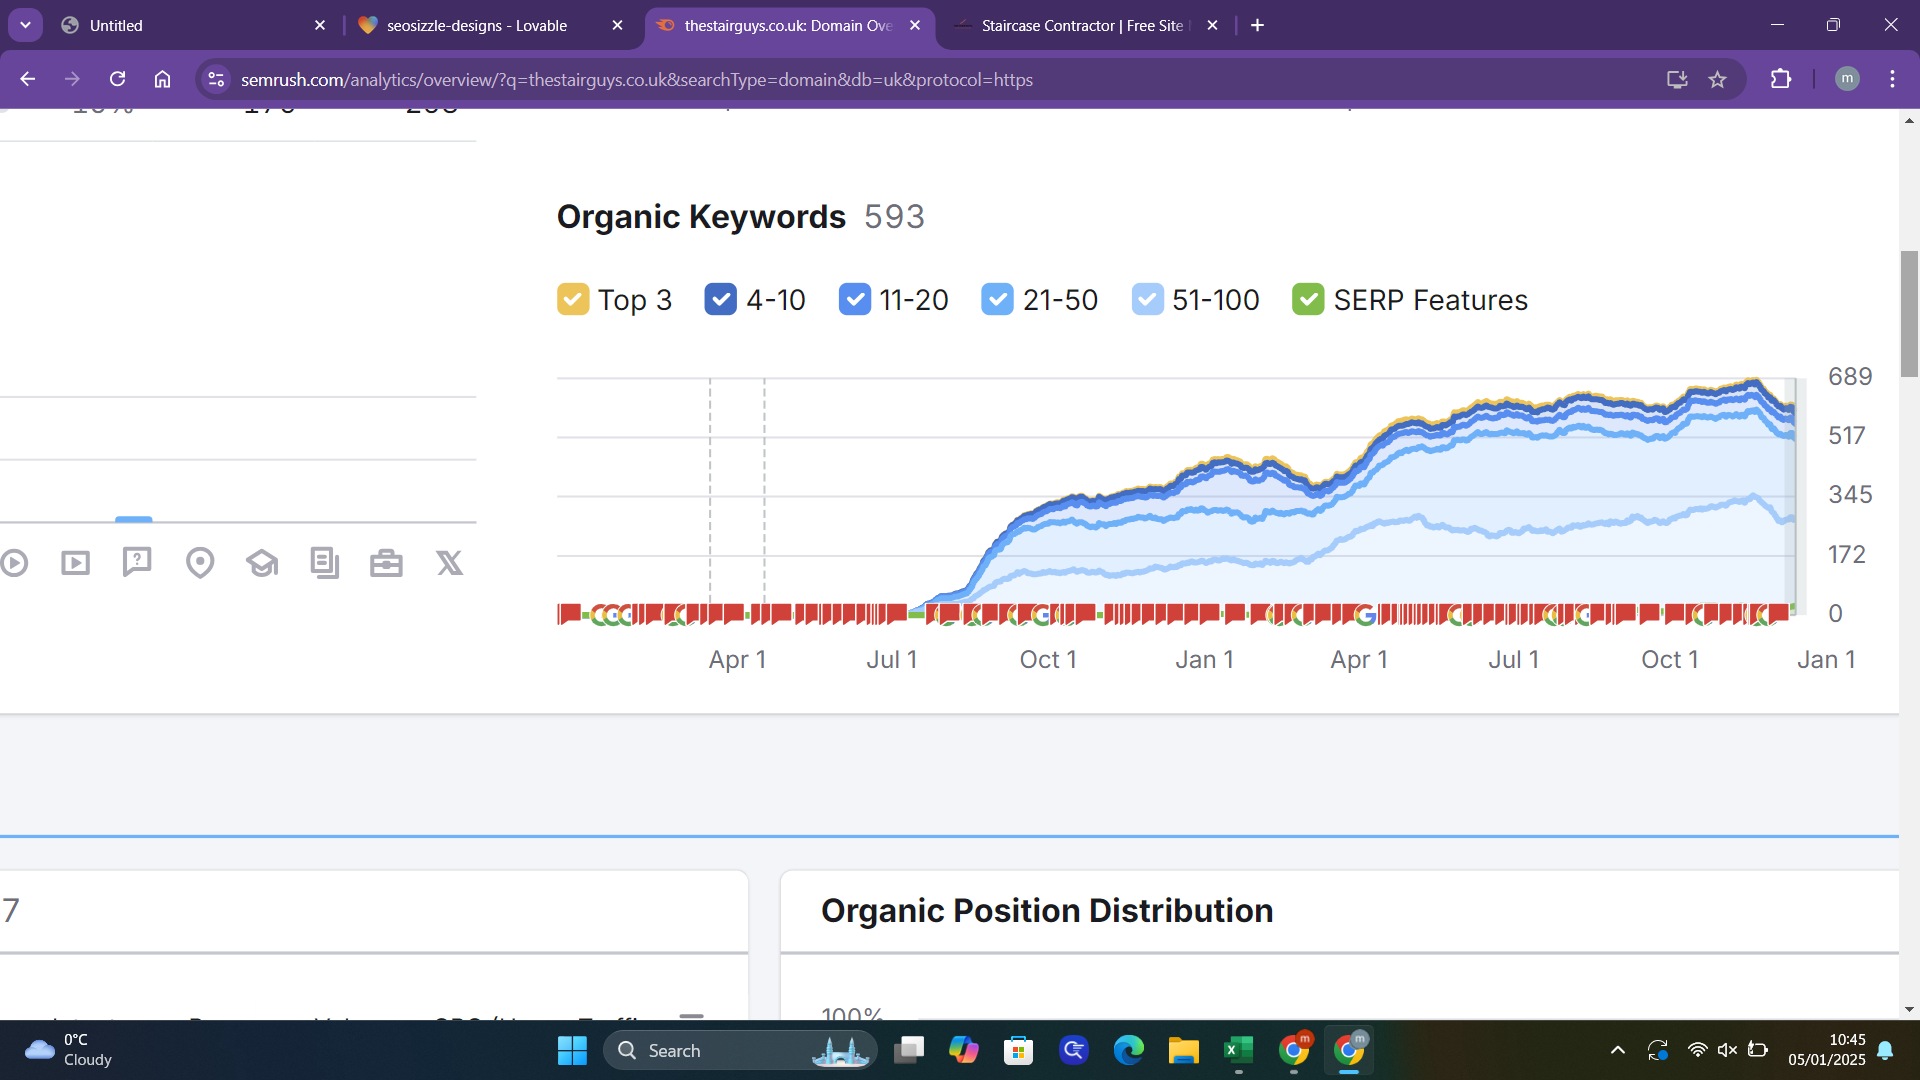 Untitled
seosizzle-designs - Lovable
thestairguys.co.uk: Domain Ove
Staircase Contractor | Free Site
semrush.com/analytics/overview/?q=thestairguys.co.uk&searchType=domain&db=uk&protocol=https
m
Organic Keywords 593
Top 3 4-10 11-20 21-50 51-100 SERP Features
689
517
345
172
0
Apr 1 Jul 1 Oct 1 Jan 1 Apr 1 Jul 1 Oct 1 Jan 1
7
Organic Position Distribution
100%
0°C
Cloudy
Search
m
m
10:45
05/01/2025